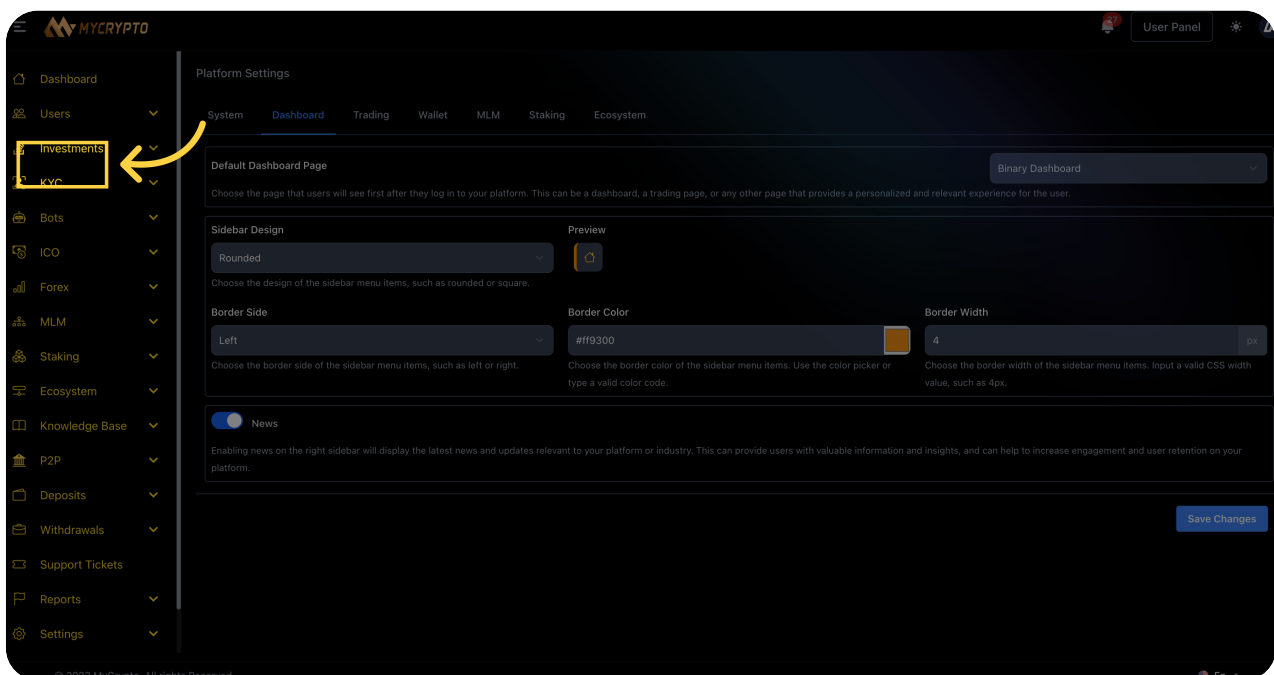 MYCRYPTO
27
User Panel
Dashboard
Users
Investments
KYC
Bots
ICO
Forex
MLM
Staking
Ecosystem
Knowledge Base
P2P
Deposits
Withdrawals
Support Tickets
Reports
Settings
Platform Settings
System Dashboard Trading Wallet MLM Staking Ecosystem
Default Dashboard Page
Binary Dashboard
Choose the page that users will see first after they log in to your platform. This can be a dashboard, a trading page, or any other page that provides a personalized and relevant experience for the user.
Sidebar Design
Rounded
Choose the design of the sidebar menu items, such as rounded or square.
Preview
Border Side
Left
Choose the border side of the sidebar menu items, such as left or right.
Border Color
#ff9300
Choose the border color of the sidebar menu items. Use the color picker or
type a valid color code.
Border Width
4 px
Choose the border width of the sidebar menu items. Input a valid CSS width
value, such as 4px.
News
Enabling news on the right sidebar will display the latest news and updates relevant to your platform or industry. This can provide users with valuable information and insights, and can help to increase engagement and user retention on your
platform.
Save Changes
© 2023 MyCrypto. All rights Reserved